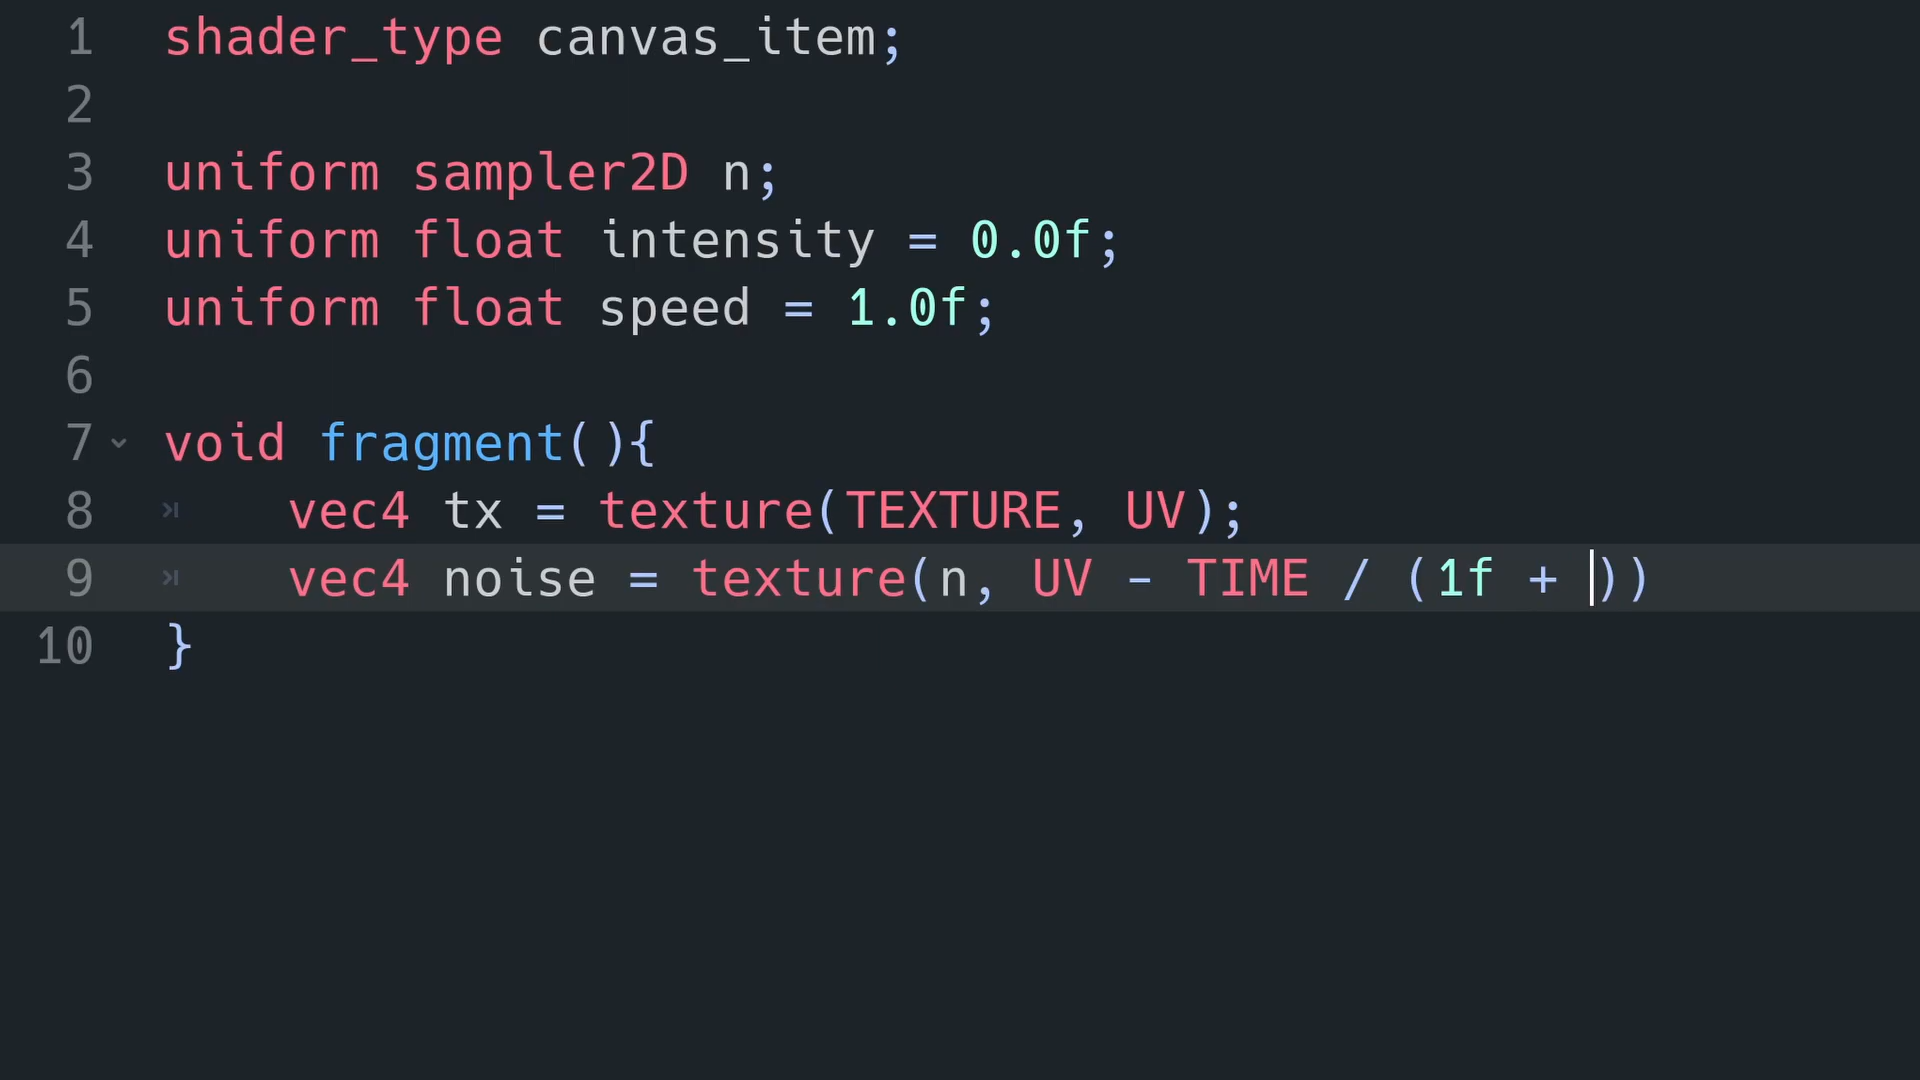 1 shader_type canvas_item;
2
3 uniform sampler2D n;
4 uniform float intensity = 0.0f;
5 uniform float speed = 1.0f;
6
7 void fragment(){
8 vec4 tx = texture(TEXTURE, UV);
9 vec4 noise = texture(n, UV - TIME / (1f + ))
10 }